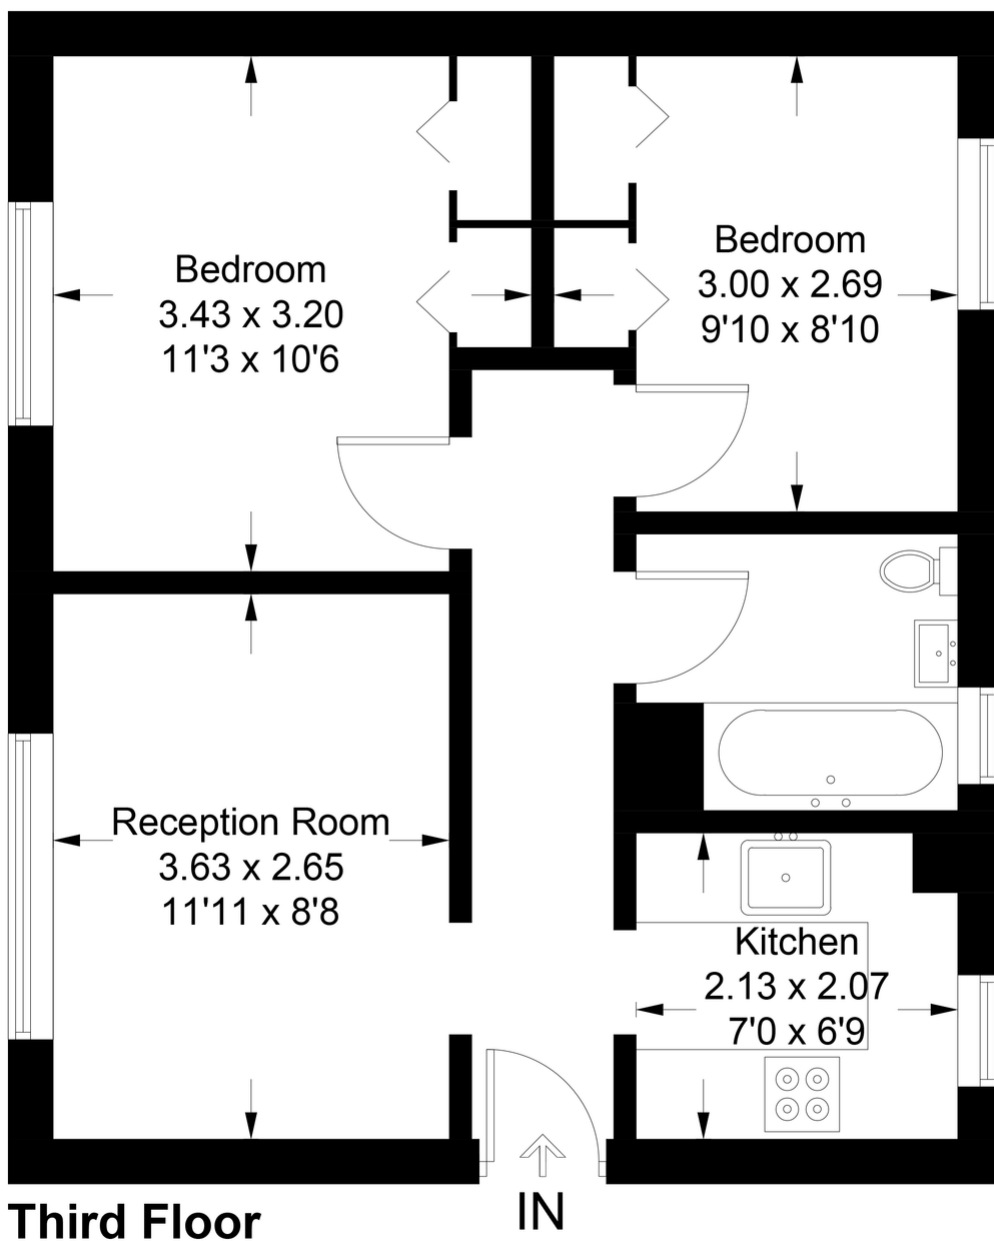 Bedroom
3.43 x 3.20
11'3 x 10'6
Bedroom
3.00 x 2.69
9'10 x 8'10
Reception Room
3.63 x 2.65
11'11 x 8'8
Kitchen
2.13 x 2.07
7'0 x 6'9
IN
Third Floor